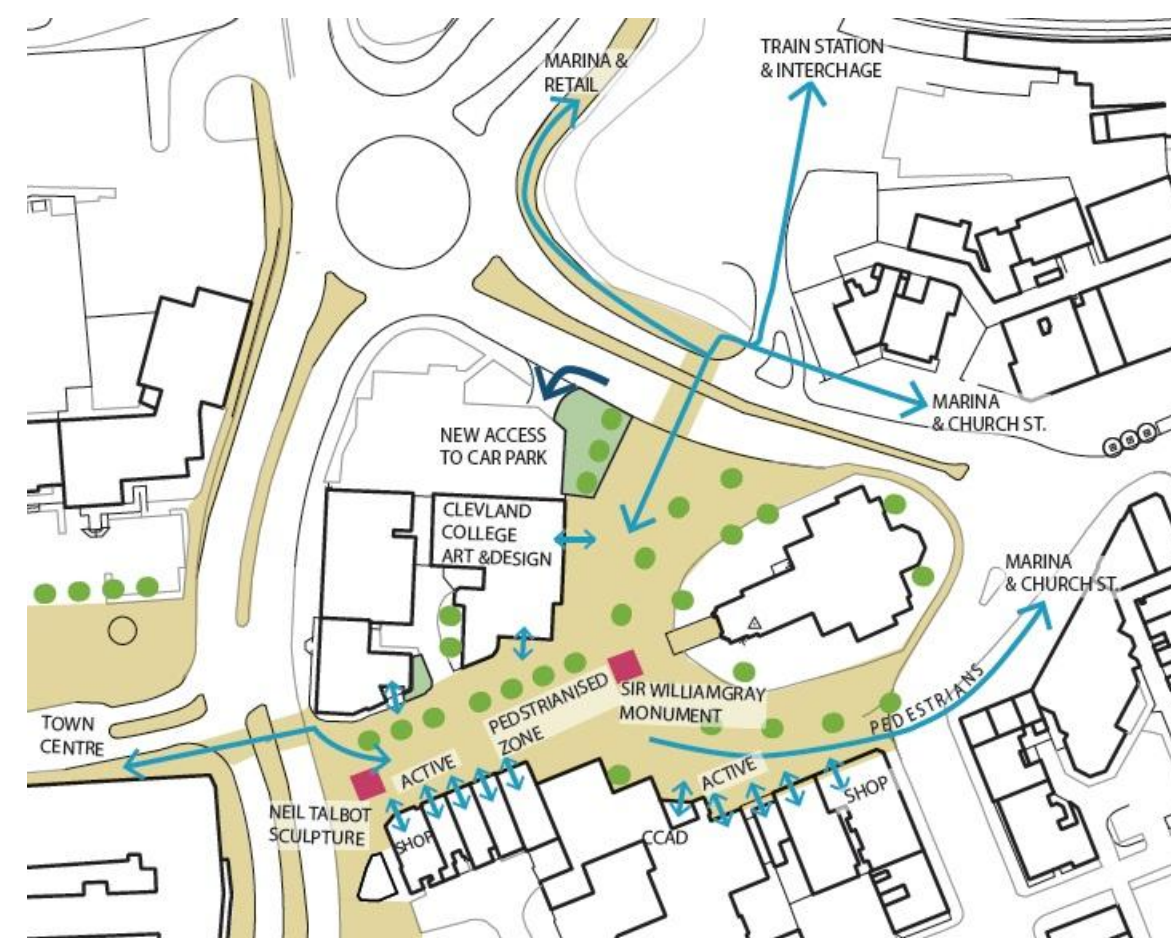 MARINA &
RETAIL
TRAIN STATION
& INTERCHAGE
MARINA
& CHURCH ST.
NEW ACCESS
TO CAR PARK
CLEVLAND
COLLEGE
ART &DESIGN
MARINA
& CHURCH ST.
PEDSTRIANISED
ZONE
SIR WILLIAMGRAY
MONUMENT
PEDESTRIANS
TOWN
CENTRE
ACTIVE
ACTIVE
NEIL TALBOT
SCULPTURE
SHOP
CCAD
SHOP